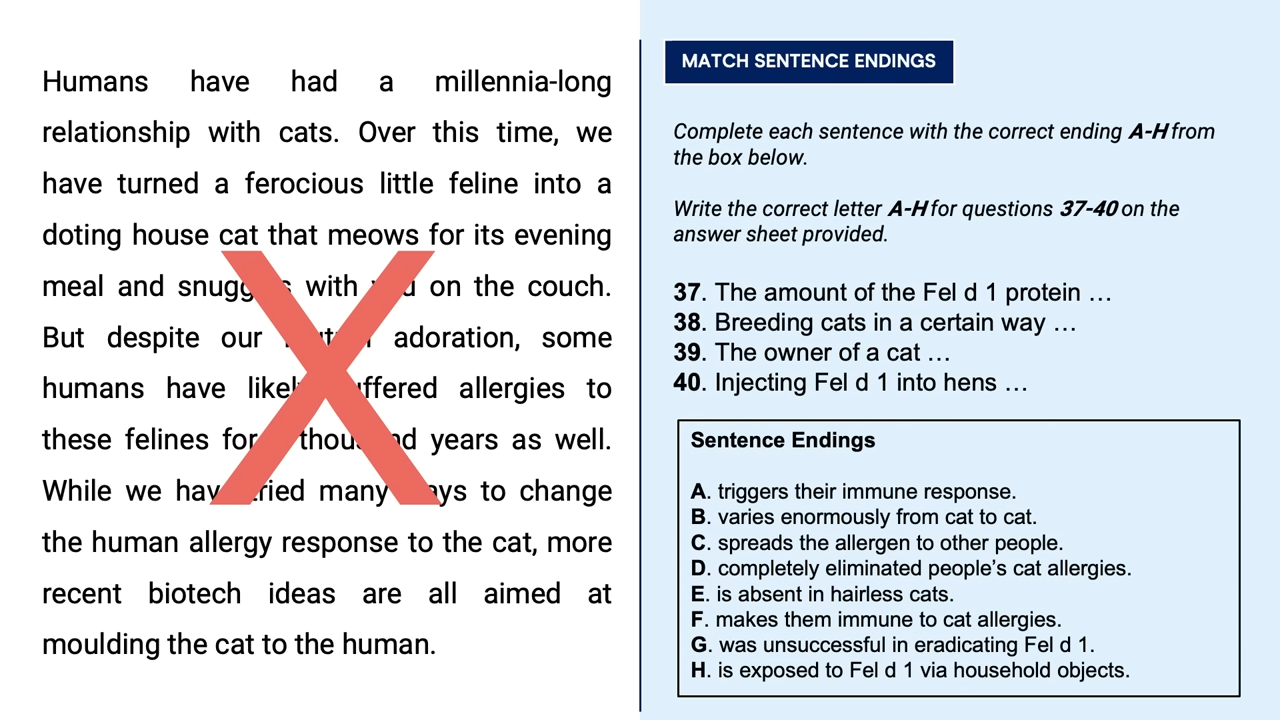 Humans have had a millennia-long
relationship with cats. Over this time, we
have turned a ferocious little feline into a
doting house cat that meows for its evening
meal and with on the couch.
But despite our adoration, some
humans have allergies to
these felines for years as well.
While we many to change
the human allergy response to the cat, more
recent biotech ideas are all aimed at
moulding the cat to the human.
MATCH SENTENCE ENDINGS
Complete each sentence with the correct ending A-H from
the box below.
Write the correct letter A-H for questions 37-40 on the
answer sheet provided.
37. The amount of the Fel d 1 protein …
38. Breeding cats in a certain way …
39. The owner of a cat …
40. Injecting Fel d 1 into hens …
Sentence Endings
A. triggers their immune response.
B. varies enormously from cat to cat.
C. spreads the allergen to other people.
D. completely eliminated people's cat allergies.
E. is absent in hairless cats.
F. makes them immune to cat allergies.
G. was unsuccessful in eradicating Fel d 1.
H. is exposed to Fel d 1 via household objects.